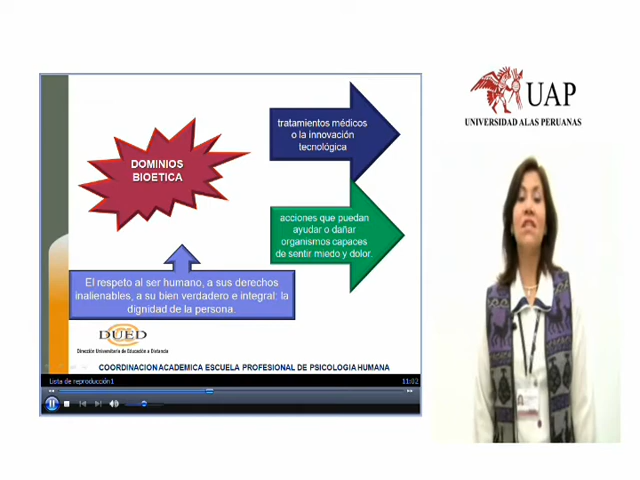 DOMINIOS
BIOETICA
tratamientos médicos
o la innovación
tecnológica
acciones que puedan
ayudar o dañar
organismos capaces
de sentir miedo y dolor.
El respeto al ser humano, a sus derechos
inalienables, a su bien verdadero e integral: la
dignidad de la persona.
DUED
Dirección Universitaria de Educación a Distancia
COORDINACION ACADEMICA ESCUELA PROFESIONAL DE PSICOLOGIA HUMANA
Lista de reproducción1
11:02
UAP
UNIVERSIDAD ALAS PERUANAS